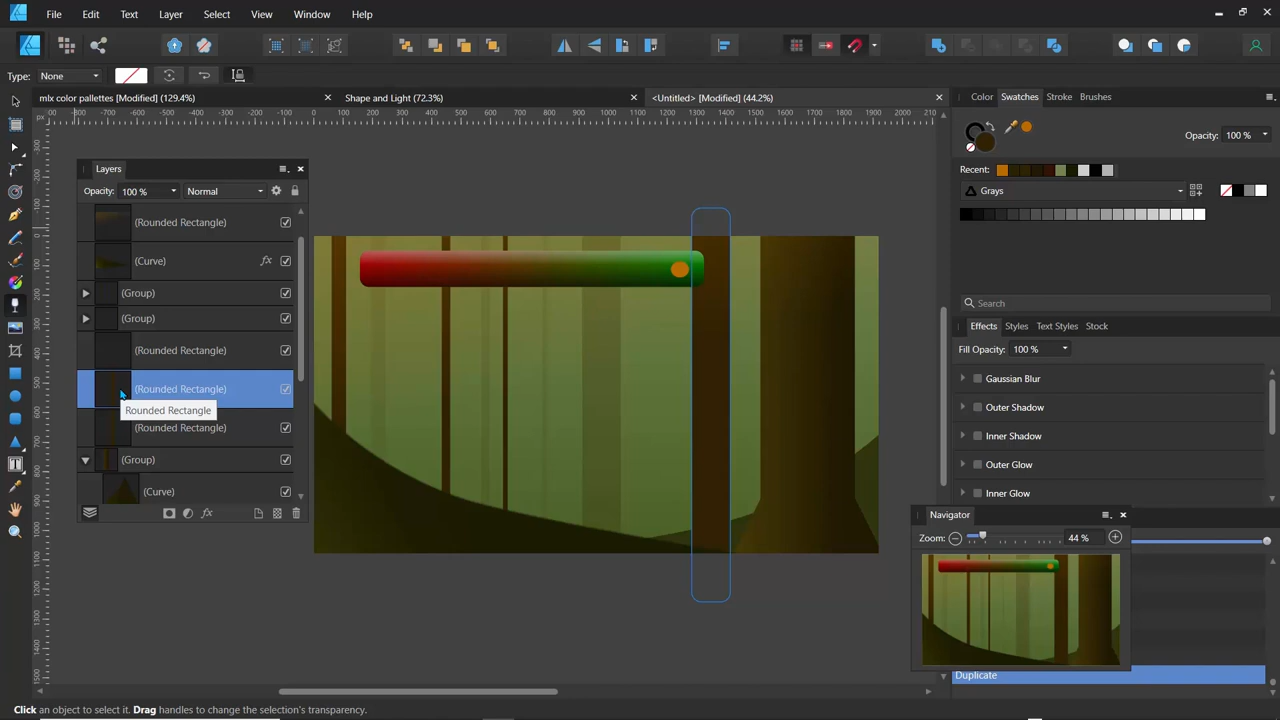 File Edit Text Layer Select View Window Help
Type: None
mlx color pallettes [Modified] (129.4%)
Shape and Light (72.3%)
<Untitled> [Modified] (44.2%)
Color Swatches Stroke Brushes
px
Opacity: 100 %
Layers
Recent:
Opacity: 100 % Normal
Grays
(Rounded Rectangle)
(Curve) fx
(Group)
(Group)
(Rounded Rectangle)
(Rounded Rectangle)
Rounded Rectangle
(Rounded Rectangle)
(Group)
(Curve)
Search
Effects Styles Text Styles Stock
Fill Opacity: 100 %
Gaussian Blur
Outer Shadow
Inner Shadow
Outer Glow
Inner Glow
Navigator
Zoom: 44 %
Duplicate
Click an object to select it. Drag handles to change the selection's transparency.